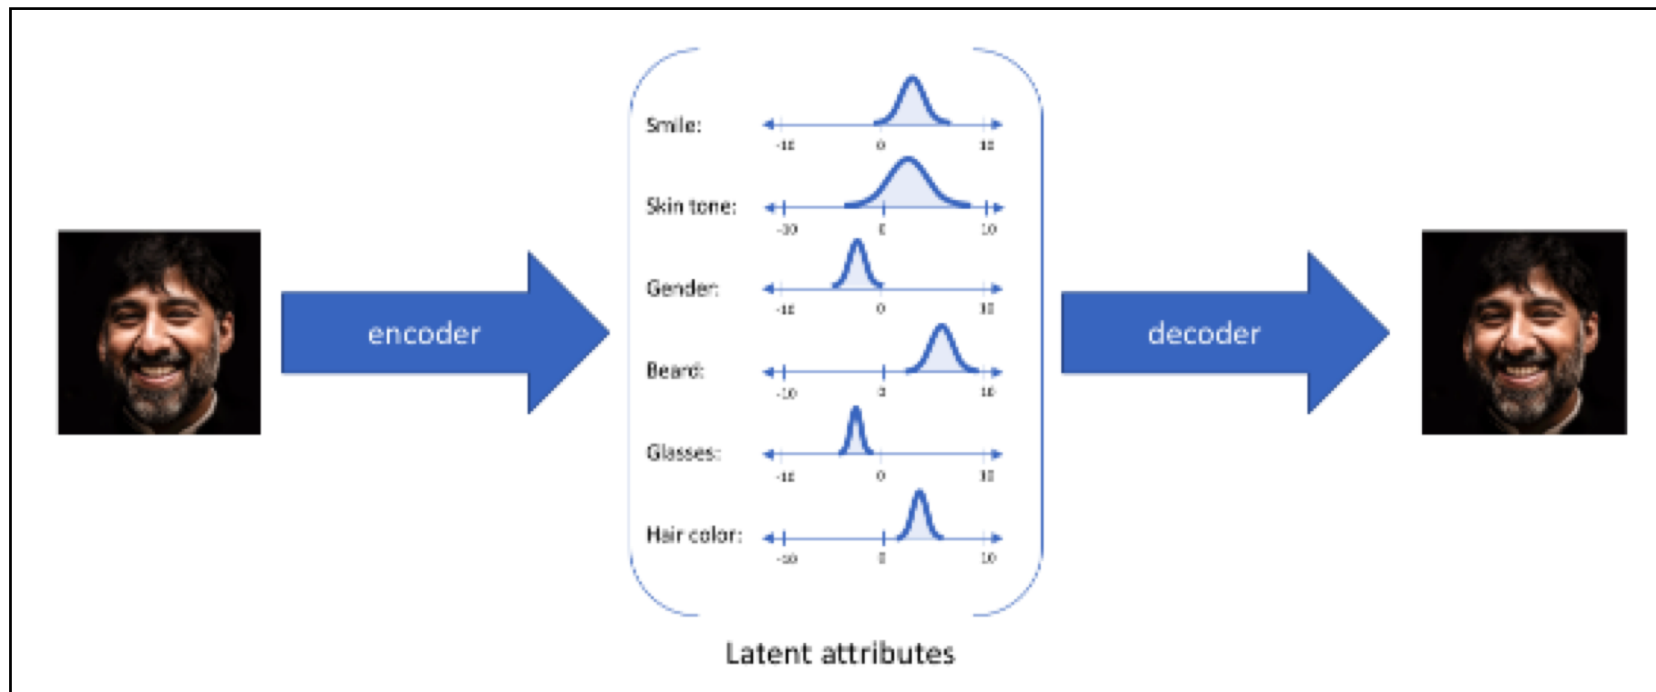 Smile:
-10 0 10
Skin tone:
-10 0 10
Gender:
-10 0 10
encoder
decoder
Beard:
-10 0 10
Glasses:
-10 0 10
Hair color:
-10 0 10
Latent attributes